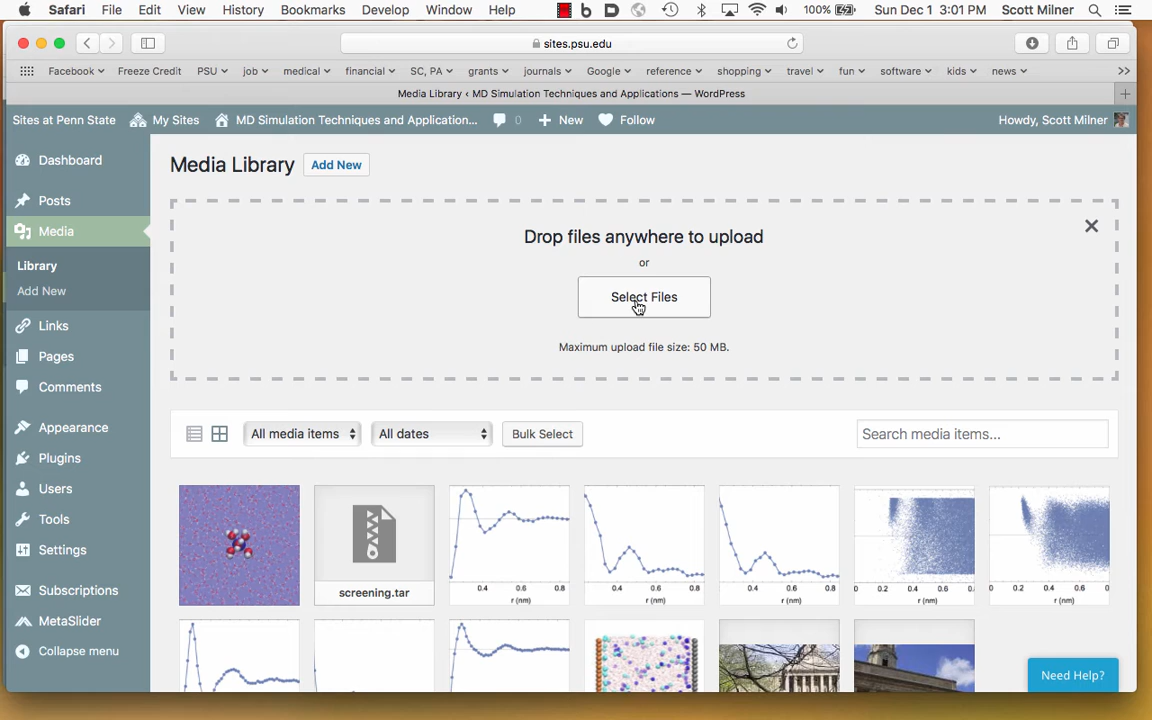 Safari File Edit View History Bookmarks Develop Window Help 100% Sun Dec 1 3:01 PM Scott Milner
sites.psu.edu
Facebook Freeze Credit PSU job medical financial SC, PA grants journals Google reference shopping travel fun software kids news >>
Media Library ‹ MD Simulation Techniques and Applications — WordPress
Sites at Penn State My Sites MD Simulation Techniques and Application... 0 New Follow Howdy, Scott Milner
Dashboard
Posts
Media
Library
Add New
Links
Pages
Comments
Appearance
Plugins
Users
Tools
Settings
Subscriptions
MetaSlider
Collapse menu
Media Library Add New
Drop files anywhere to upload
or
Select Files
Maximum upload file size: 50 MB.
All media items All dates Bulk Select Search media items...
screening.tar
0.4 0.6 0.8
r (nm)
0.4 0.6 0.8
r (nm)
0.4 0.6 0.8
r (nm)
0.0 0.2 0.4 0.6 0.
r (nm)
0.2 0.4 0.6 0.8
r (nm)
Need Help?